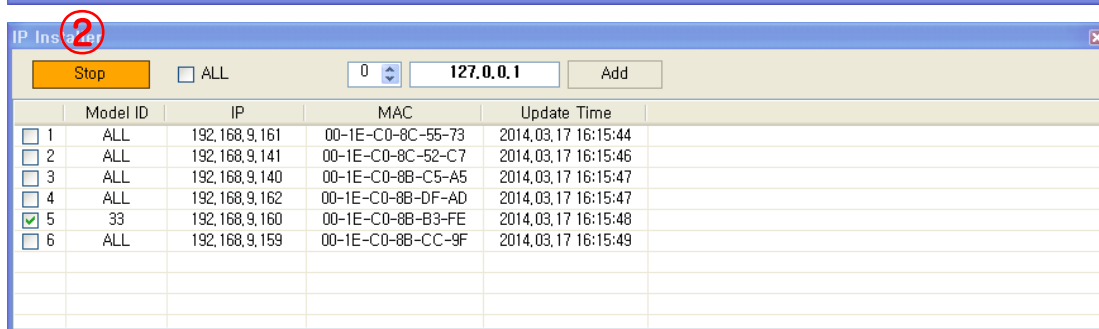 IP Installer ②
Stop ALL 0 127.0.0.1 Add
Model ID IP MAC Update Time
1 ALL 192.168.9.161 00-1E-C0-8C-55-73 2014.03.17 16:15:44
2 ALL 192.168.9.141 00-1E-C0-8C-52-C7 2014.03.17 16:15:46
3 ALL 192.168.9.140 00-1E-C0-8B-C5-A5 2014.03.17 16:15:47
4 ALL 192.168.9.162 00-1E-C0-8B-DF-AD 2014.03.17 16:15:47
5 33 192.168.9.160 00-1E-C0-8B-B3-FE 2014.03.17 16:15:48
6 ALL 192.168.9.159 00-1E-C0-8B-CC-9F 2014.03.17 16:15:49